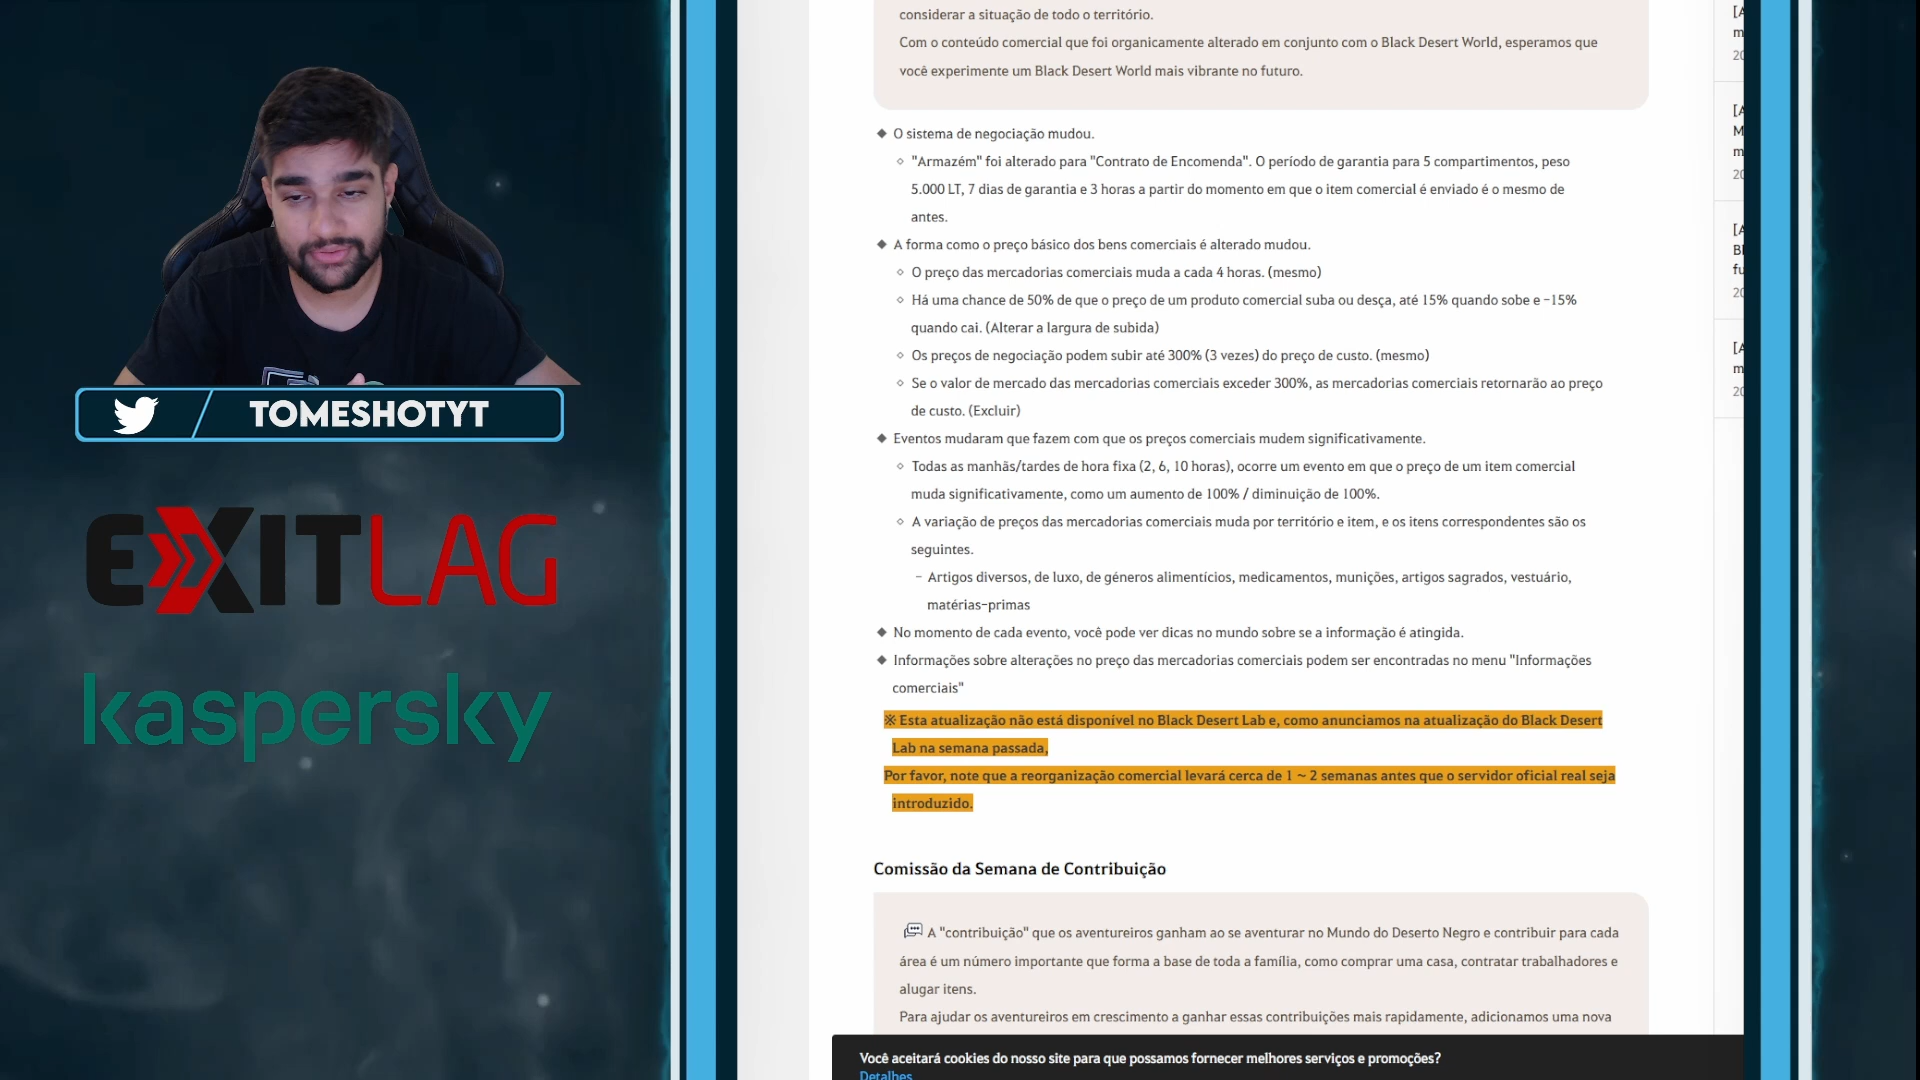 considerar a situação de todo o território.
Com o conteúdo comercial que foi organicamente alterado em conjunto com o Black Desert World, esperamos que
você experimente um Black Desert World mais vibrante no futuro.
◆ O sistema de negociação mudou.
◇ "Armazém" foi alterado para "Contrato de Encomenda". O período de garantia para 5 compartimentos, peso
5.000 LT, 7 dias de garantia e 3 horas a partir do momento em que o item comercial é enviado é o mesmo de
antes.
◆ A forma como o preço básico dos bens comerciais é alterado mudou.
◇ O preço das mercadorias comerciais muda a cada 4 horas. (mesmo)
◇ Há uma chance de 50% de que o preço de um produto comercial suba ou desça, até 15% quando sobe e -15%
quando cai. (Alterar a largura de subida)
◇ Os preços de negociação podem subir até 300% (3 vezes) do preço de custo. (mesmo)
◇ Se o valor de mercado das mercadorias comerciais exceder 300%, as mercadorias comerciais retornarão ao preço
de custo. (Excluir)
◆ Eventos mudaram que fazem com que os preços comerciais mudem significativamente.
◇ Todas as manhãs/tardes de hora fixa (2, 6, 10 horas), ocorre um evento em que o preço de um item comercial
muda significativamente, como um aumento de 100% / diminuição de 100%.
◇ A variação de preços das mercadorias comerciais muda por território e item, e os itens correspondentes são os
seguintes.
- Artigos diversos, de luxo, de géneros alimentícios, medicamentos, munições, artigos sagrados, vestuário,
matérias-primas
◆ No momento de cada evento, você pode ver dicas no mundo sobre se a informação é atingida.
◆ Informações sobre alterações no preço das mercadorias comerciais podem ser encontradas no menu "Informações
comerciais"
※ Esta atualização não está disponível no Black Desert Lab e, como anunciamos na atualização do Black Desert
Lab na semana passada,
Por favor, note que a reorganização comercial levará cerca de 1 ~ 2 semanas antes que o servidor oficial real seja
introduzido.
Comissão da Semana de Contribuição
A "contribuição" que os aventureiros ganham ao se aventurar no Mundo do Deserto Negro e contribuir para cada
área é um número importante que forma a base de toda a família, como comprar uma casa, contratar trabalhadores e
alugar itens.
Para ajudar os aventureiros em crescimento a ganhar essas contribuições mais rapidamente, adicionamos uma nova
Você aceitará cookies do nosso site para que possamos fornecer melhores serviços e promoções?
Detalhes
TOMESHOTYT
EXITLAG
kaspersky